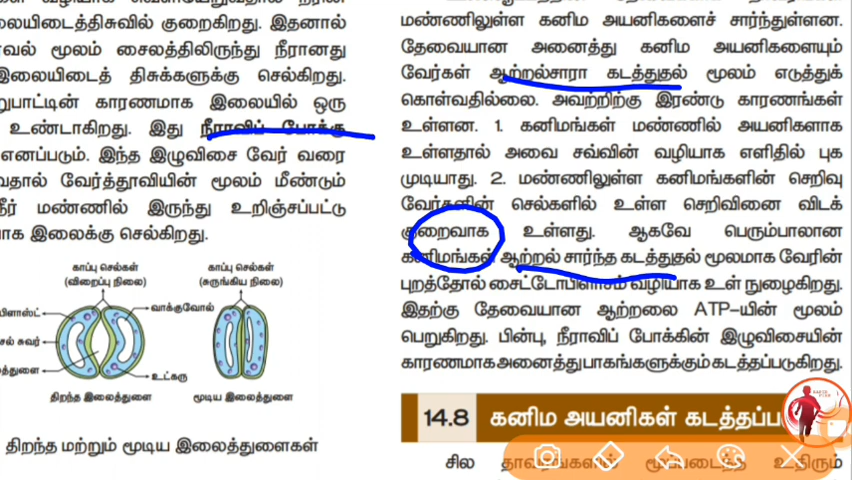 வழியாக வெளியேறுவதால் நீரின்
லையிடைத்திசுவில் குறைகிறது. இதனால்
வல் மூலம் சைலத்திலிருந்து நீரானது
இலையிடைத் திசுக்களுக்கு செல்கிறது.
றுபாட்டின் காரணமாக இலையில் ஒரு
உண்டாகிறது. இது நீராவிப் போக்கு
எனப்படும். இந்த இழுவிசை வேர் வரை
வதால் வேர்த்தூவியின் மூலம் மீண்டும்
நீர் மண்ணில் இருந்து உறிஞ்சப்பட்டு
பாக இலைக்கு செல்கிறது.
காப்பு செல்கள்
(விறைப்பு நிலை)
காப்பு செல்கள்
(சுருங்கிய நிலை)
பிளாஸ்ட்
வாக்குவோல்
சல் சுவர்
த்துளை
உட்கரு
திறந்த இலைத்துளை
மூடிய இலைத்துளை
திறந்த மற்றும் மூடிய இலைத்துளைகள்
மண்ணிலுள்ள கனிம அயனிகளைச் சார்ந்துள்ளன.
தேவையான அனைத்து கனிம அயனிகளையும்
வேர்கள் ஆற்றல்சாரா கடத்துதல் மூலம் எடுத்துக்
கொள்வதில்லை. அவற்றிற்கு இரண்டு காரணங்கள்
உள்ளன. 1. கனிமங்கள் மண்ணில் அயனிகளாக
உள்ளதால் அவை சவ்வின் வழியாக எளிதில் புக
முடியாது. 2. மண்ணிலுள்ள கனிமங்களின் செறிவு
வேர்களின் செல்களில் உள்ள செறிவினை விடக்
குறைவாக உள்ளது. ஆகவே பெரும்பாலான
கனிமங்கள் ஆற்றல் சார்ந்த கடத்துதல் மூலமாக வேரின்
புறத்தோல் சைட்டோபிளாசம் வழியாக உள் நுழைகிறது.
இதற்கு தேவையான ஆற்றலை ATP-யின் மூலம்
பெறுகிறது. பின்பு, நீராவிப் போக்கின் இழுவிசையின்
காரணமாக அனைத்து பாகங்களுக்கும் கடத்தப்படுகிறது.
14.8 கனிம அயனிகள் கடத்தப்ப
சில தாவரங்களில் மூப்படைந்த உதிரும்